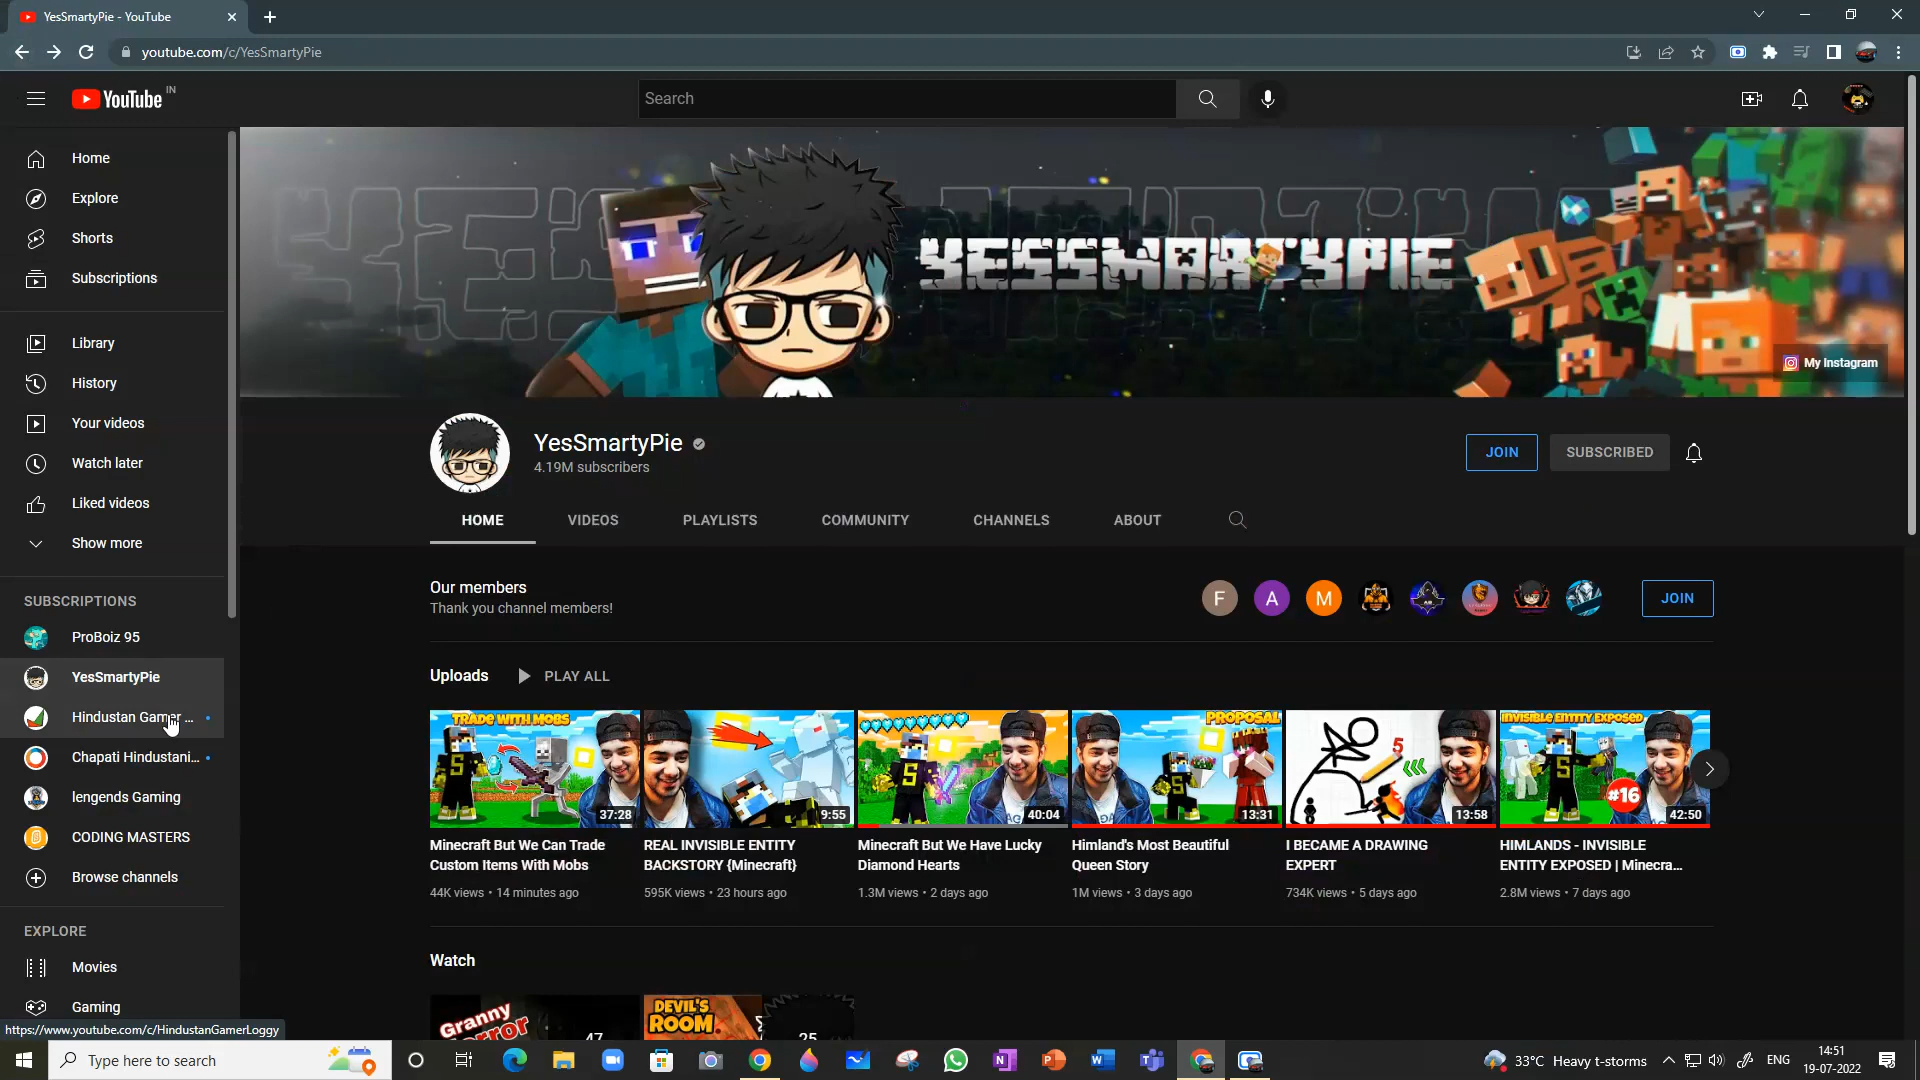 YesSmartyPie - YouTube
youtube.com/c/YesSmartyPie
YouTube IN
Search
Home
Explore
Shorts
Subscriptions
Library
History
Your videos
Watch later
Liked videos
Show more
SUBSCRIPTIONS
ProBoiz 95
YesSmartyPie
Hindustan Gamer ...
Chapati Hindustani...
lengends Gaming
CODING MASTERS
Browse channels
EXPLORE
Movies
Gaming
https://www.youtube.com/c/HindustanGamerLoggy
YESSMARTYPIE
My Instagram
YesSmartyPie
4.19M subscribers
JOIN
SUBSCRIBED
HOME
VIDEOS
PLAYLISTS
COMMUNITY
CHANNELS
ABOUT
Our members
Thank you channel members!
F
A
M
JOIN
Uploads
PLAY ALL
TRADE WITH MOBS
S
37:28
Minecraft But We Can Trade
Custom Items With Mobs
44K views • 14 minutes ago
9:55
REAL INVISIBLE ENTITY
BACKSTORY {Minecraft}
595K views • 23 hours ago
S
40:04
Minecraft But We Have Lucky
Diamond Hearts
1.3M views • 2 days ago
PROPOSAL
S
13:31
Himland's Most Beautiful
Queen Story
1M views • 3 days ago
5
13:58
I BECAME A DRAWING
EXPERT
734K views • 5 days ago
INVISIBLE ENTITY EXPOSED
S
#16
42:50
HIMLANDS - INVISIBLE
ENTITY EXPOSED | Minecra...
2.8M views • 7 days ago
Watch
Granny
Horror
47
DEVIL'S
ROOM
25
Type here to search
33°C Heavy t-storms
ENG
14:51
19-07-2022